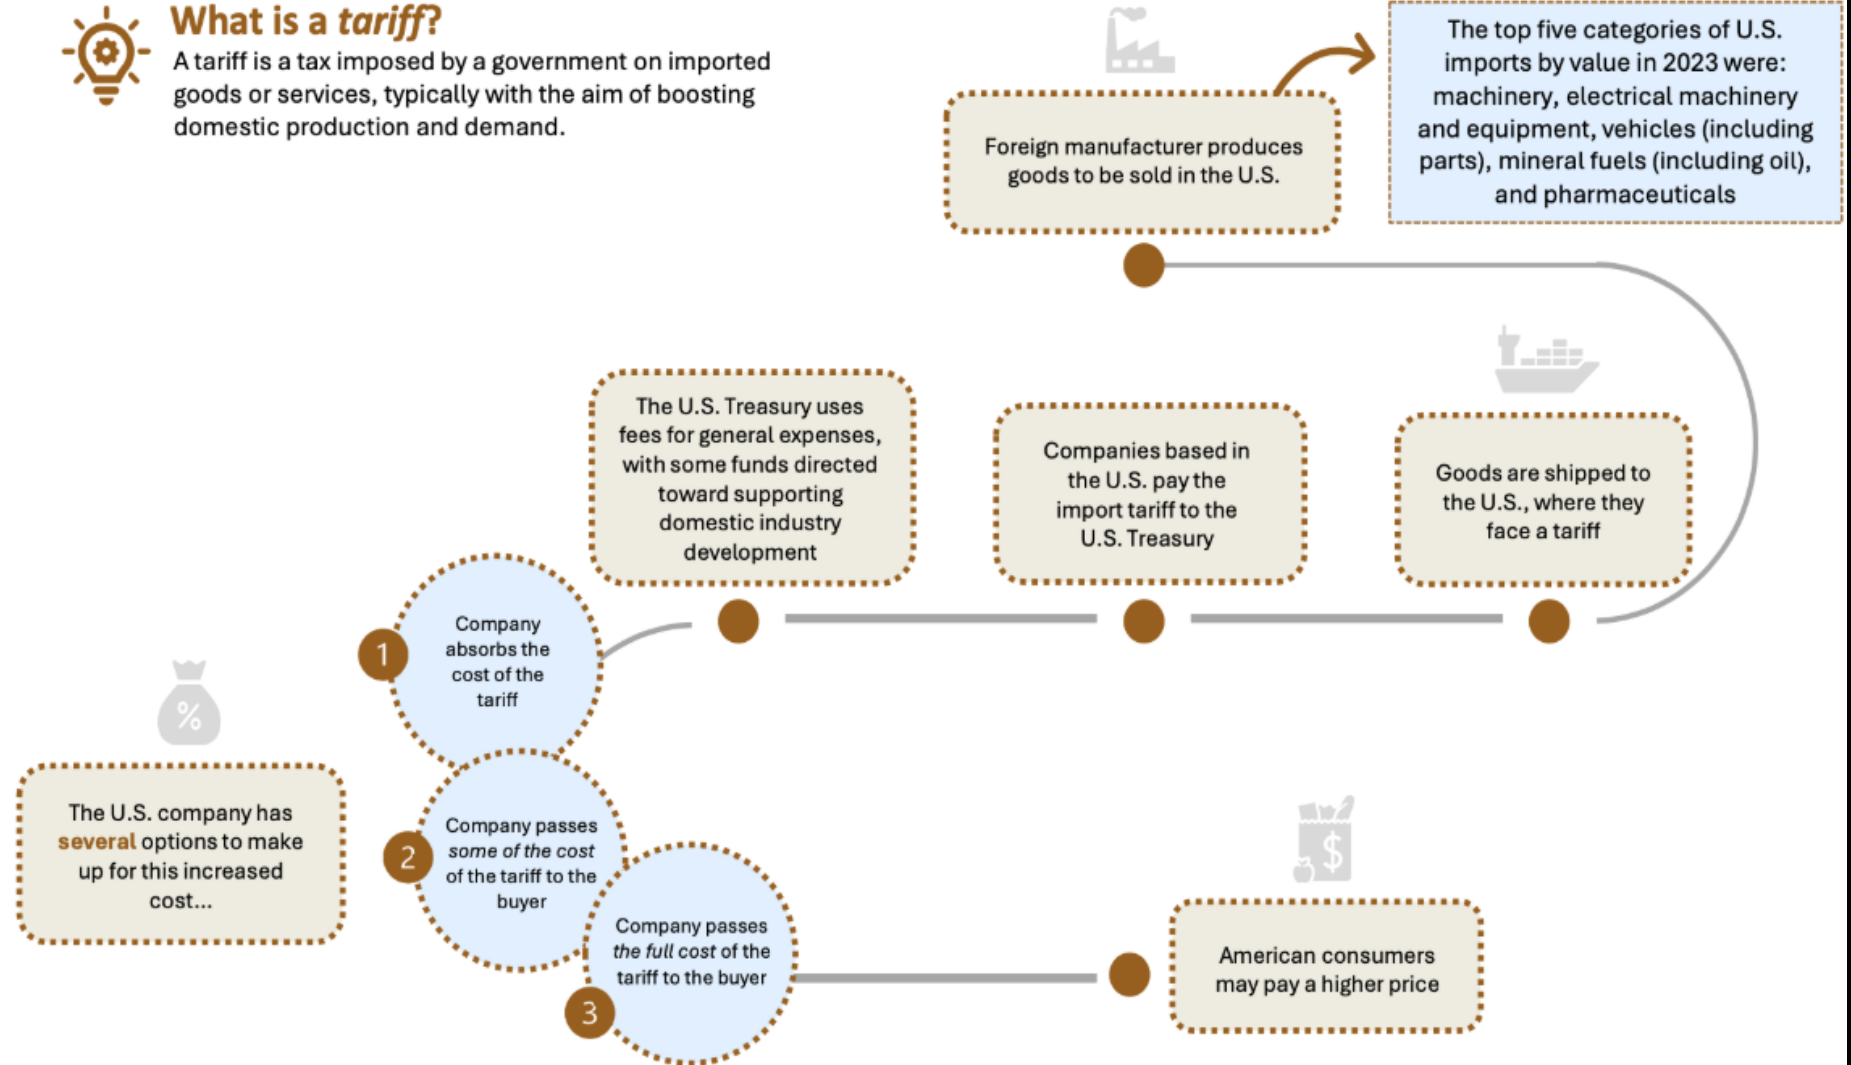 What is a tariff?
A tariff is a tax imposed by a government on imported
goods or services, typically with the aim of boosting
domestic production and demand.
Foreign manufacturer produces
goods to be sold in the U.S.
The top five categories of U.S.
imports by value in 2023 were:
machinery, electrical machinery
and equipment, vehicles (including
parts), mineral fuels (including oil),
and pharmaceuticals
Goods are shipped to
the U.S., where they
face a tariff
Companies based in
the U.S. pay the
import tariff to the
U.S. Treasury
The U.S. Treasury uses
fees for general expenses,
with some funds directed
toward supporting
domestic industry
development
%
The U.S. company has
several options to make
up for this increased
cost...
1
Company
absorbs the
cost of the
tariff
2
Company passes
some of the cost
of the tariff to the
buyer
3
Company passes
the full cost of the
tariff to the buyer
$
American consumers
may pay a higher price